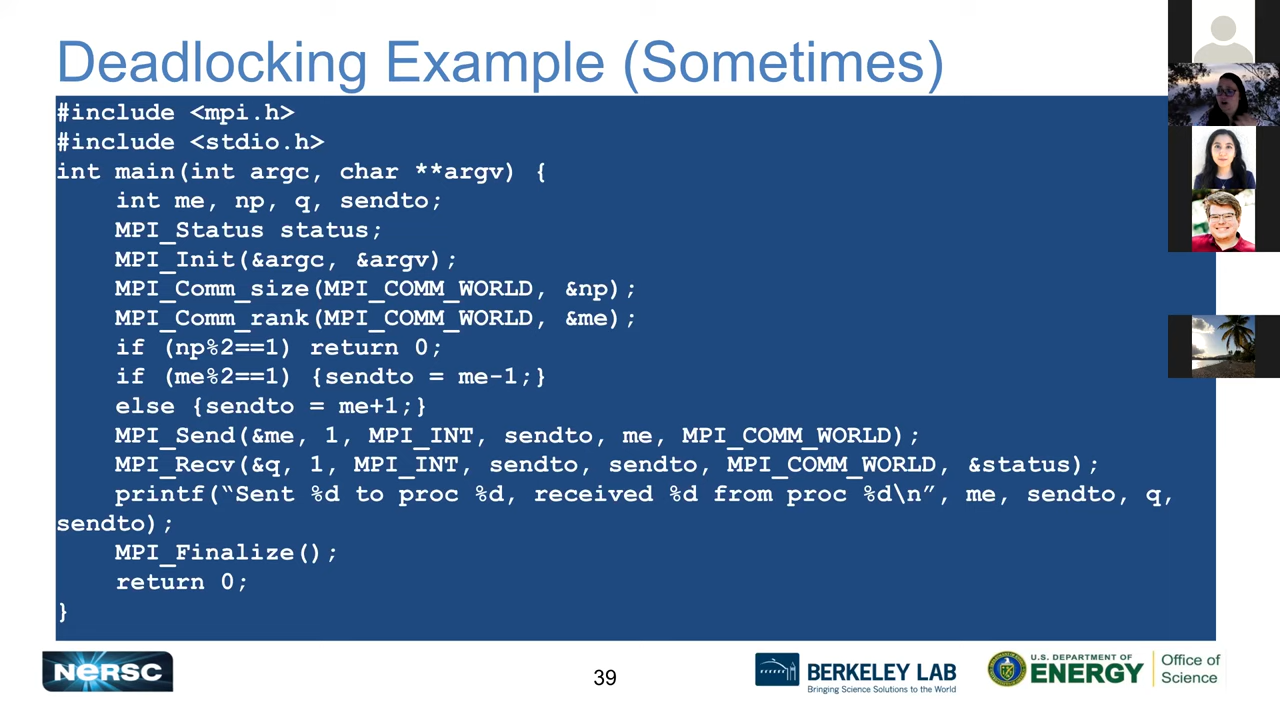 Deadlocking Example (Sometimes)
#include <mpi.h>
#include <stdio.h>
int main(int argc, char **argv) {
    int me, np, q, sendto;
    MPI_Status status;
    MPI_Init(&argc, &argv);
    MPI_Comm_size(MPI_COMM_WORLD, &np);
    MPI_Comm_rank(MPI_COMM_WORLD, &me);
    if (np%2==1) return 0;
    if (me%2==1) {sendto = me-1;}
    else {sendto = me+1;}
    MPI_Send(&me, 1, MPI_INT, sendto, me, MPI_COMM_WORLD);
    MPI_Recv(&q, 1, MPI_INT, sendto, sendto, MPI_COMM_WORLD, &status);
    printf(“Sent %d to proc %d, received %d from proc %d\n”, me, sendto, q,
sendto);
    MPI_Finalize();
    return 0;
}
NERSC
39
BERKELEY LAB
Bringing Science Solutions to the World
U.S. DEPARTMENT OF
ENERGY
Office of
Science